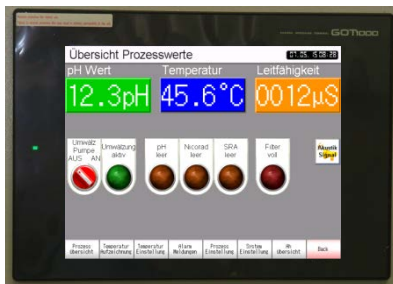 GOT1000
Übersicht Prozesswerte
pH Wert Temperatur Leitfähigkeit
12.3pH 45.6°C 0012µS
Umwälz Pumpe AUS AN
Umwälzung aktiv
pH leer
Nicorad leer
SRA leer
Filter voll
Akustik Signal
Prozess Übersicht
Temperatur Aufzeichnung
Temperatur Einstellung
Alarm Meldungen
Prozess Einstellung
System Einstellung
Ah Übersicht
Back